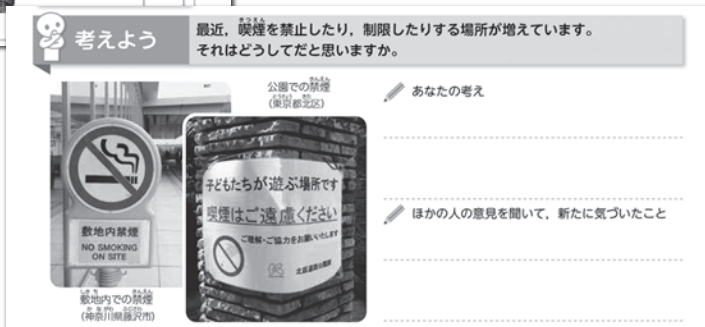 考えよう
最近，喫煙を禁止したり，制限したりする場所が増えています。
それはどうしてだと思いますか。
公園での禁煙
（東京都北区）
敷地内禁煙
NO SMOKING
ON SITE
敷地内での禁煙
（神奈川県藤沢市）
子どもたちが遊ぶ場所です
喫煙はご遠慮ください
ご理解・ご協力をお願いいたします
あなたの考え
ほかの人の意見を聞いて，新たに気づいたこと